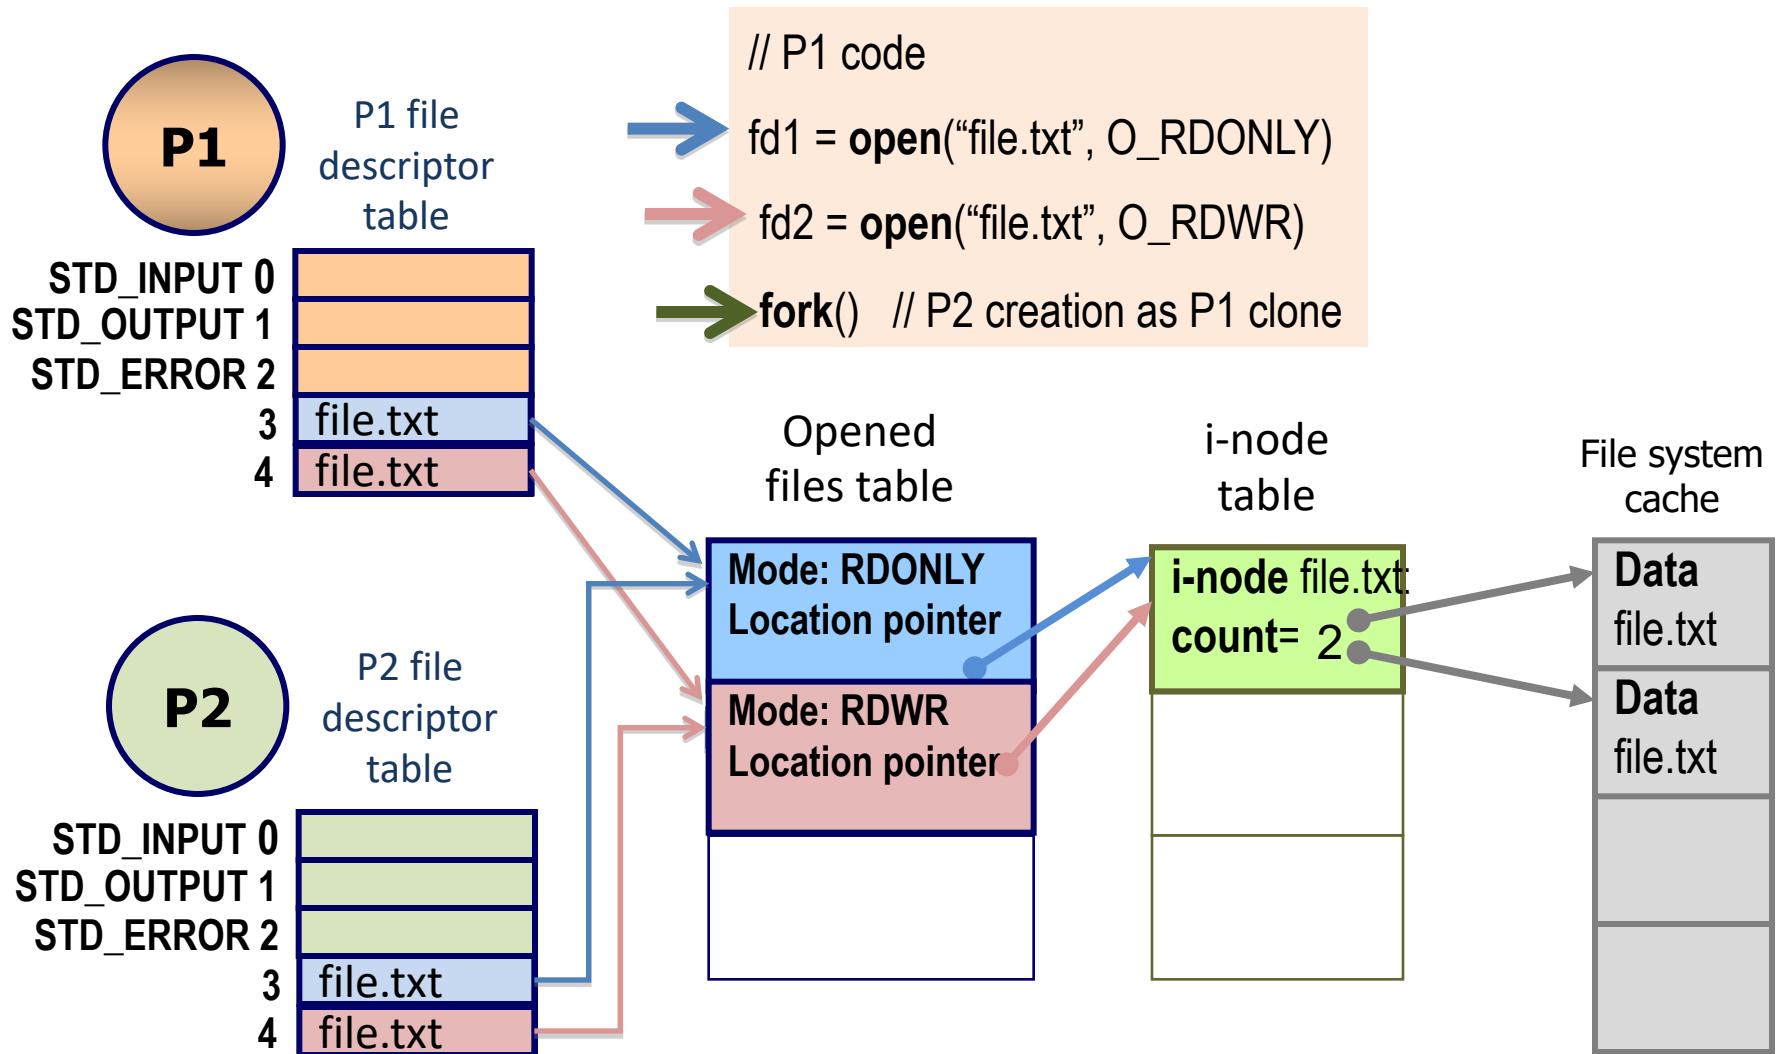 // P1 code
fd1 = open(“file.txt”, O_RDONLY)
fd2 = open(“file.txt”, O_RDWR)
fork() // P2 creation as P1 clone
P1
P1 file
descriptor
table
STD_INPUT 0
STD_OUTPUT 1
STD_ERROR 2
3 file.txt
4 file.txt
Opened
files table
Mode: RDONLY
Location pointer
Mode: RDWR
Location pointer
i-node
table
i-node file.txt:
count= 2
File system
cache
Data
file.txt
Data
file.txt
P2
P2 file
descriptor
table
STD_INPUT 0
STD_OUTPUT 1
STD_ERROR 2
3 file.txt
4 file.txt